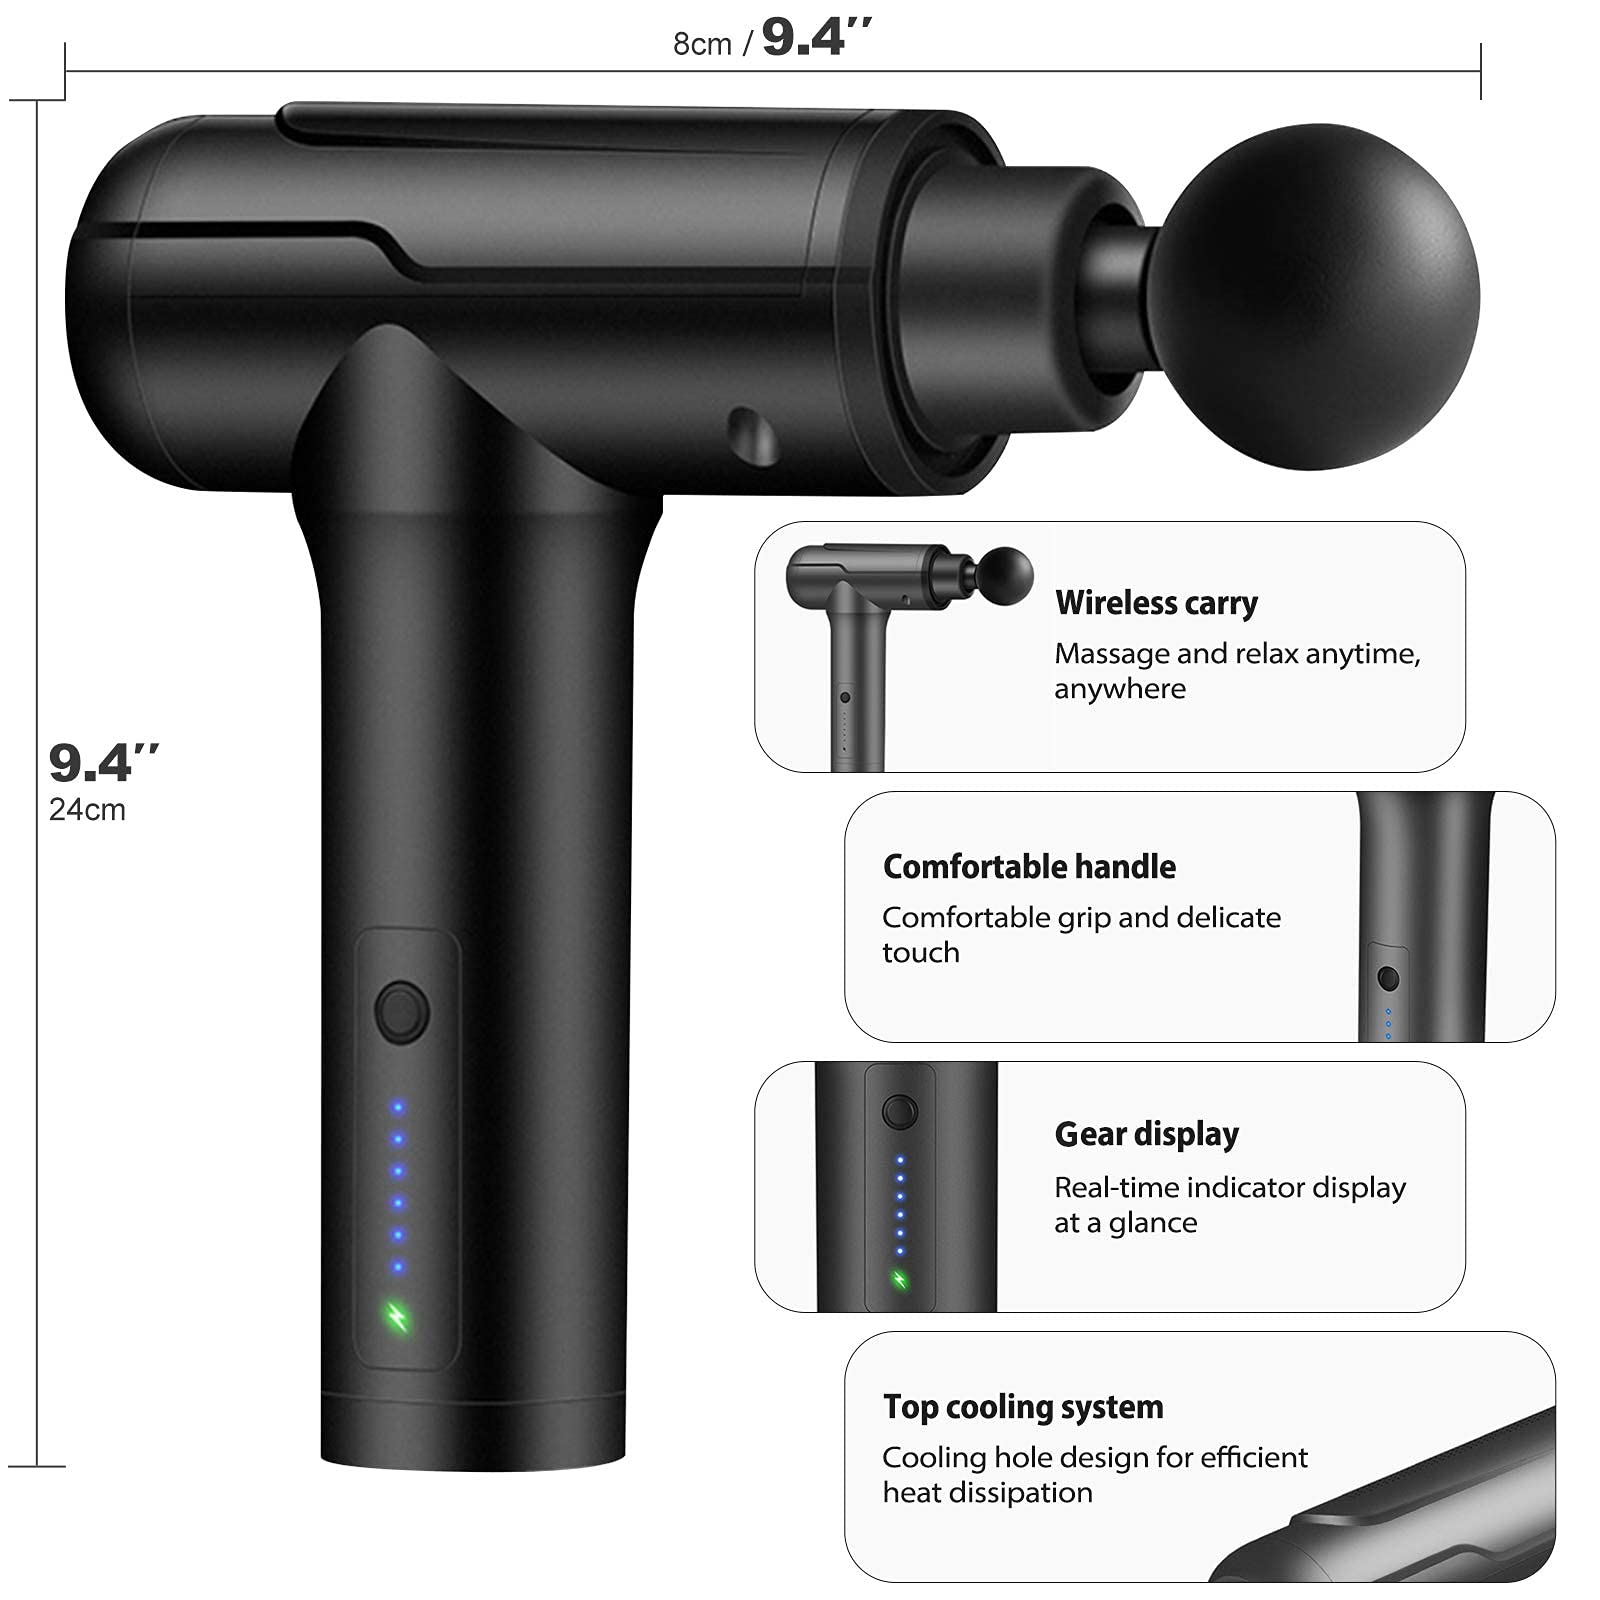 8cm / 9.4″
9.4″
24cm
Wireless carry
Massage and relax anytime,
anywhere
Comfortable handle
Comfortable grip and delicate
touch
Gear display
Real-time indicator display
at a glance
Top cooling system
Cooling hole design for efficient
heat dissipation